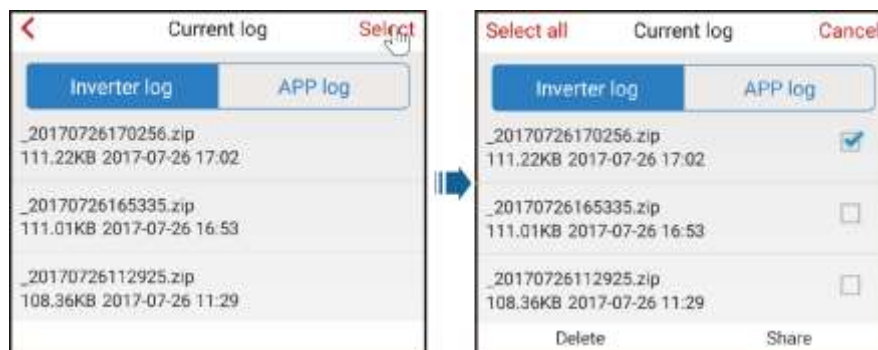 Current log
Select
Inverter log
APP log
_20170726170256.zip
111.22KB 2017-07-26 17:02
_20170726165335.zip
111.01KB 2017-07-26 16:53
_20170726112925.zip
108.36KB 2017-07-26 11:29
Select all
Current log
Cancel
Inverter log
APP log
_20170726170256.zip
111.22KB 2017-07-26 17:02
_20170726165335.zip
111.01KB 2017-07-26 16:53
_20170726112925.zip
108.36KB 2017-07-26 11:29
Delete
Share